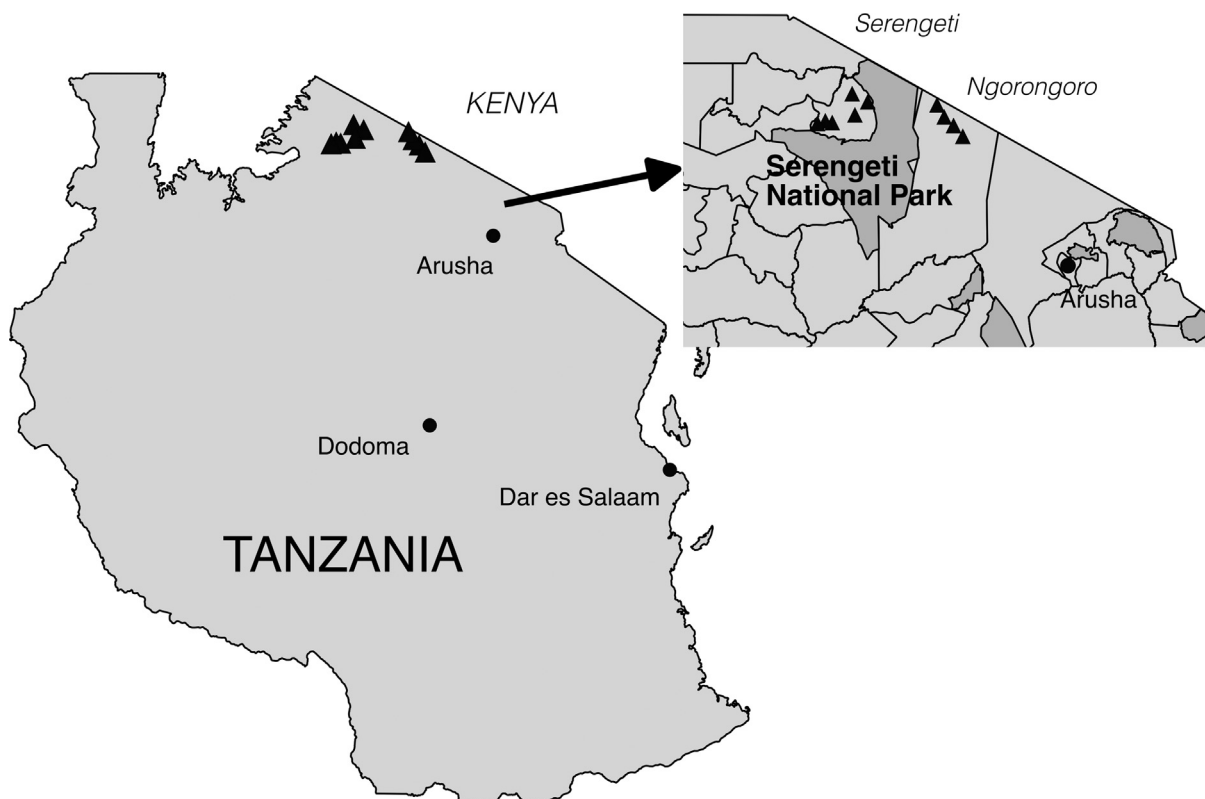 Serengeti
KENYA
Ngorongoro
Serengeti
National Park
Arusha
Arusha
Dodoma
Dar es Salaam
TANZANIA